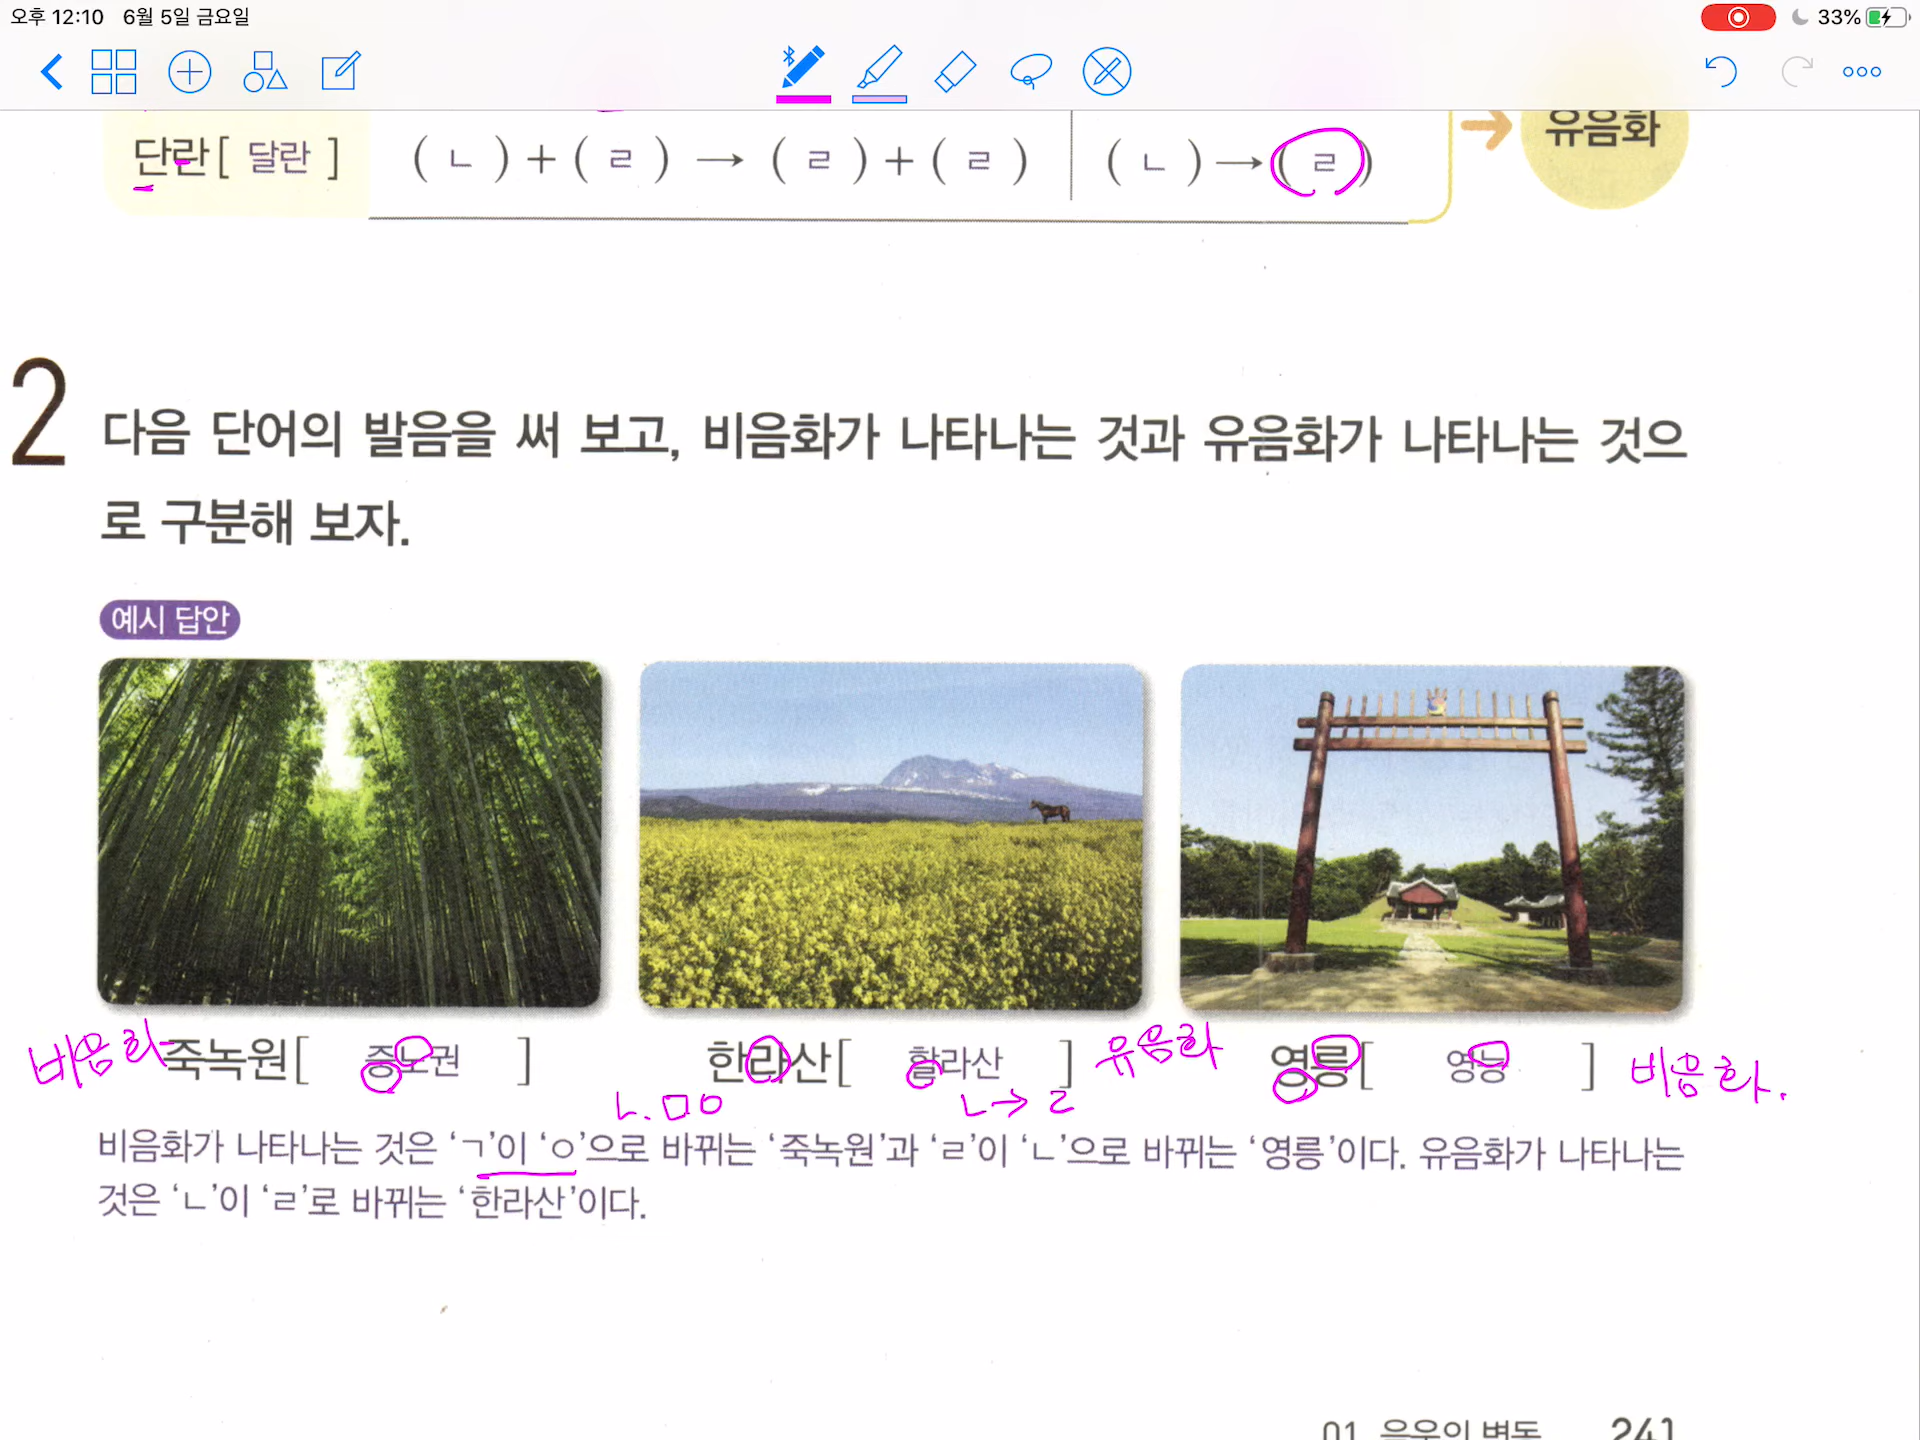 오후 12:10 6월 5일 금요일
33%
단란[ 달란 ] ( ㄴ ) + ( ㄹ ) → ( ㄹ ) + ( ㄹ ) ( ㄴ ) → ( ㄹ ) → 유음화
2
다음 단어의 발음을 써 보고, 비음화가 나타나는 것과 유음화가 나타나는 것으
로 구분해 보자.
예시 답안
비음화 죽녹원[ 중노권 ] 한라산[ 할라산 ] 유음화 영릉[ 영능 ] 비음화.
ㄴ.ㅁㅇ ㄴ→ㄹ
비음화가 나타나는 것은 ‘ㄱ’이 ‘ㅇ’으로 바뀌는 ‘죽녹원’과 ‘ㄹ’이 ‘ㄴ’으로 바뀌는 ‘영릉’이다. 유음화가 나타나는
것은 ‘ㄴ’이 ‘ㄹ’로 바뀌는 ‘한라산’이다.
01 음운의 변동 241